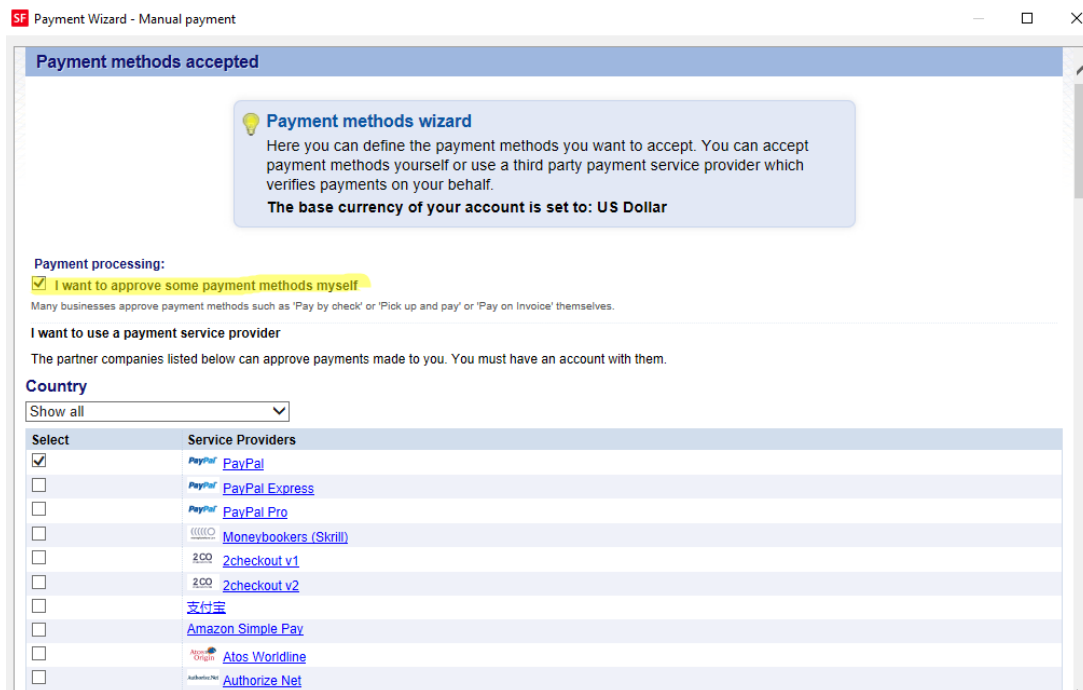 SF Payment Wizard - Manual payment
Payment methods accepted
Payment methods wizard
Here you can define the payment methods you want to accept. You can accept
payment methods yourself or use a third party payment service provider which
verifies payments on your behalf.
The base currency of your account is set to: US Dollar
Payment processing:
I want to approve some payment methods myself
Many businesses approve payment methods such as 'Pay by check' or 'Pick up and pay' or 'Pay on Invoice' themselves.
I want to use a payment service provider
The partner companies listed below can approve payments made to you. You must have an account with them.
Country
Show all
Select Service Providers
PayPal PayPal
PayPal PayPal Express
PayPal PayPal Pro
Moneybookers (Skrill)
2CO 2checkout v1
2CO 2checkout v2
支付宝
Amazon Simple Pay
Atos Origin Atos Worldline
Authorize.Net Authorize Net